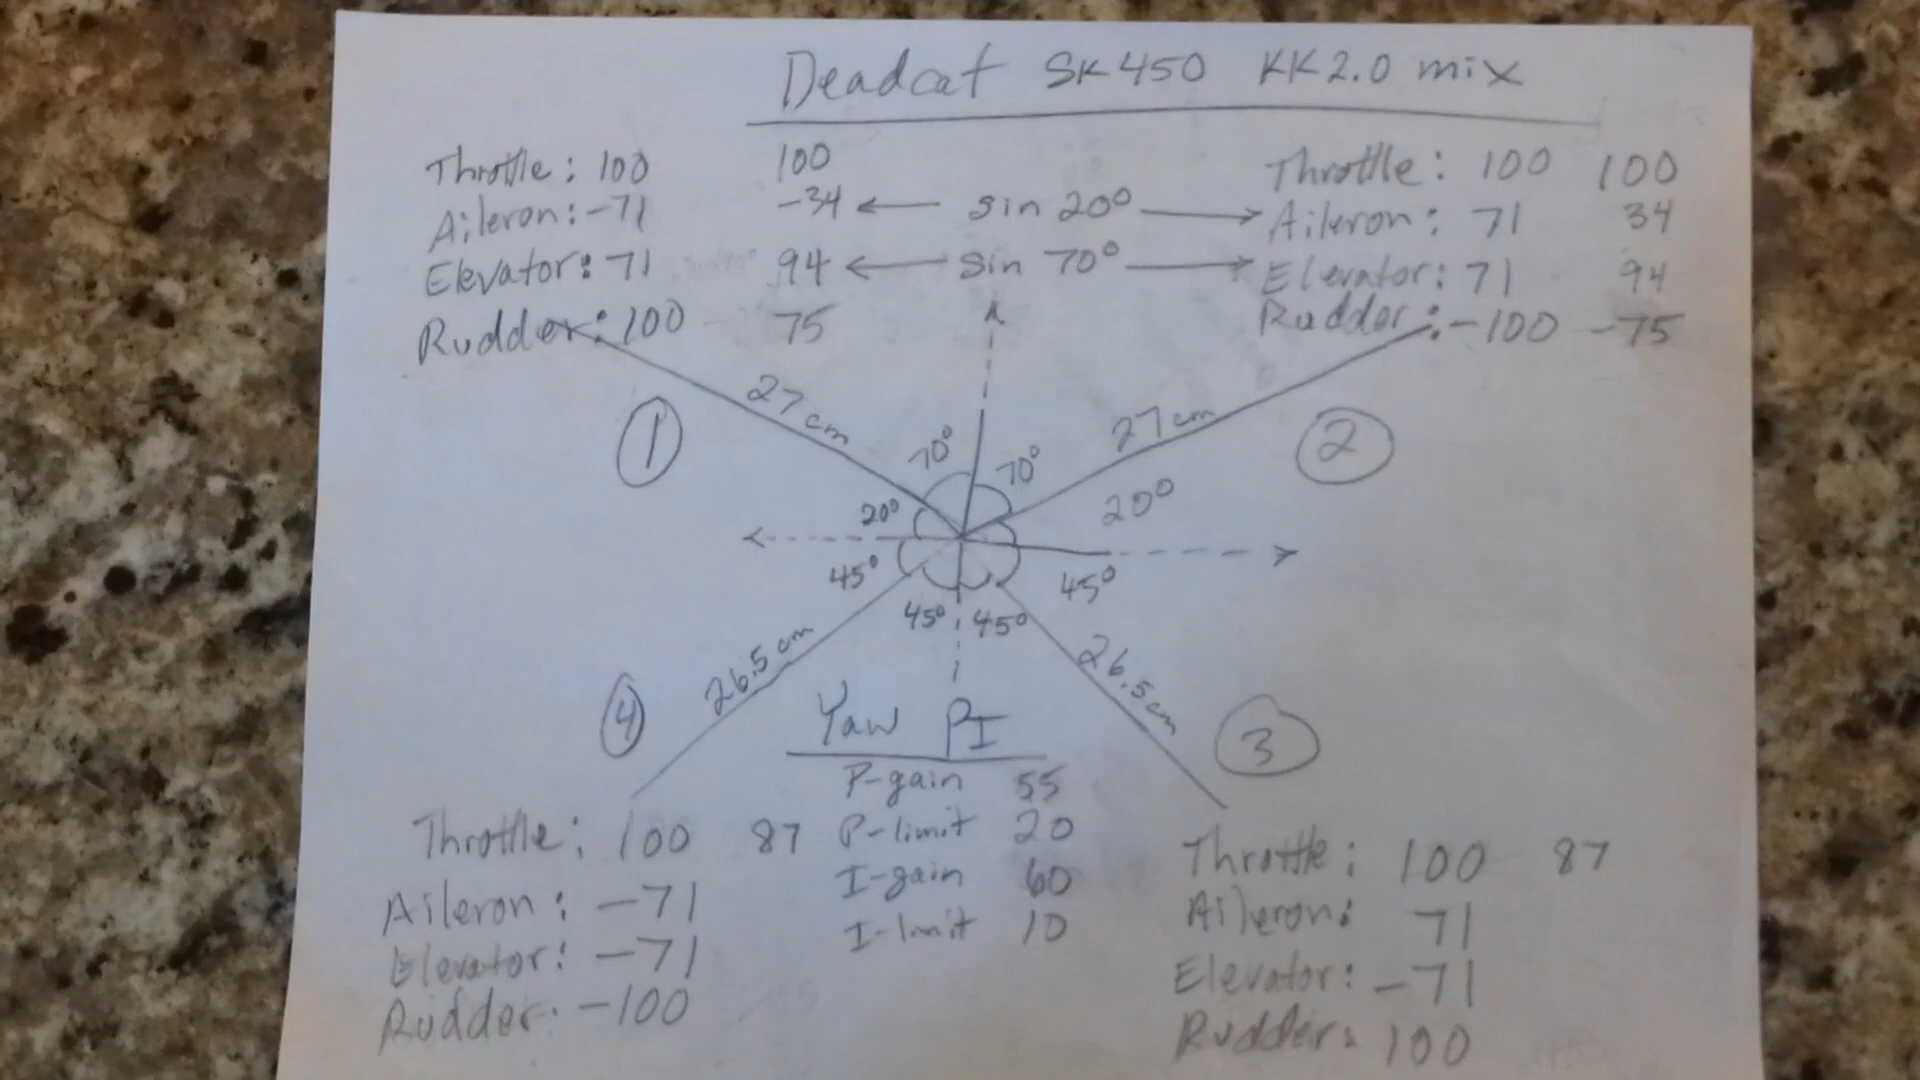 Deadcat SK450 KK2.0 mix
Throttle: 100 100
Aileron: -71 -34 ← sin 20° → Aileron: 71 34
Elevator: 71 94 ← sin 70° → Elevator: 71 94
Rudder: 100 75
Throttle: 100 100
Rudder: -100 -75
27 cm
27 cm
1
2
70°
70°
20°
20°
45°
45°
45°
45°
26.5 cm
26.5 cm
4
3
Yaw PI
P-gain 55
P-limit 20
I-gain 60
I-limit 10
Throttle: 100 87
Aileron: -71
Elevator: -71
Rudder: -100
Throttle: 100 87
Aileron: 71
Elevator: -71
Rudder: 100